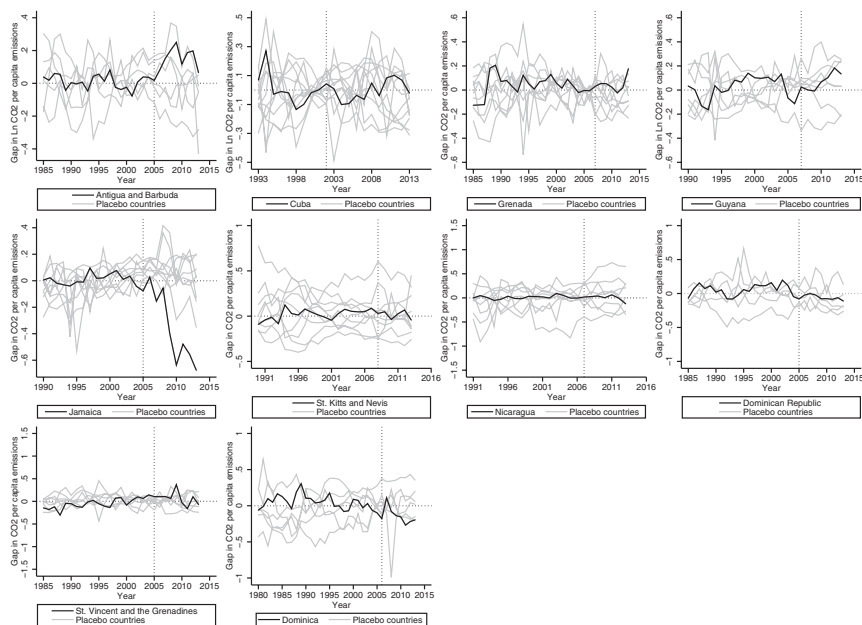 Gap in Ln CO2 per capita emissions
.4
.2
0
-.2
-.4
1985 1990 1995 2000 2005 2010 2015
Year
Antigua and Barbuda
Placebo countries
Gap in Ln CO2 per capita emissions
.5
0
-.5
1993 1998 2003 2008 2013
Year
Cuba Placebo countries
Gap in Ln CO2 per capita emissions
.6
.4
.2
0
-.2
-.4
-.6
1985 1990 1995 2000 2005 2010 2015
Year
Grenada Placebo countries
Gap in Ln CO2 per capita emissions
.6
.4
.2
0
-.2
-.4
-.6
1990 1995 2000 2005 2010 2015
Year
Guyana Placebo countries
Gap in CO2 per capita emissions
.4
.2
0
-.2
-.4
-.6
1990 1995 2000 2005 2010 2015
Year
Jamaica Placebo countries
Gap in CO2 per capita emissions
1
.5
0
-.5
1991 1996 2001 2006 2011 2016
Year
St. Kitts and Nevis
Placebo countries
Gap in CO2 per capita emissions
1.5
1
.5
0
-.5
-1
-1.5
1991 1996 2001 2006 2011 2016
Year
Nicaragua Placebo countries
Gap in CO2 per capita emissions
1
.5
0
-.5
-1
1985 1990 1995 2000 2005 2010 2015
Year
Dominican Republic
Placebo countries
Gap in CO2 per capita emissions
1.5
1
.5
0
-.5
-1
-1.5
1985 1990 1995 2000 2005 2010 2015
Year
St. Vincent and the Grenadines
Placebo countries
Gap in CO2 per capita emissions
1
.5
0
-.5
-1
1980 1985 1990 1995 2000 2005 2010 2015
Year
Dominica Placebo countries